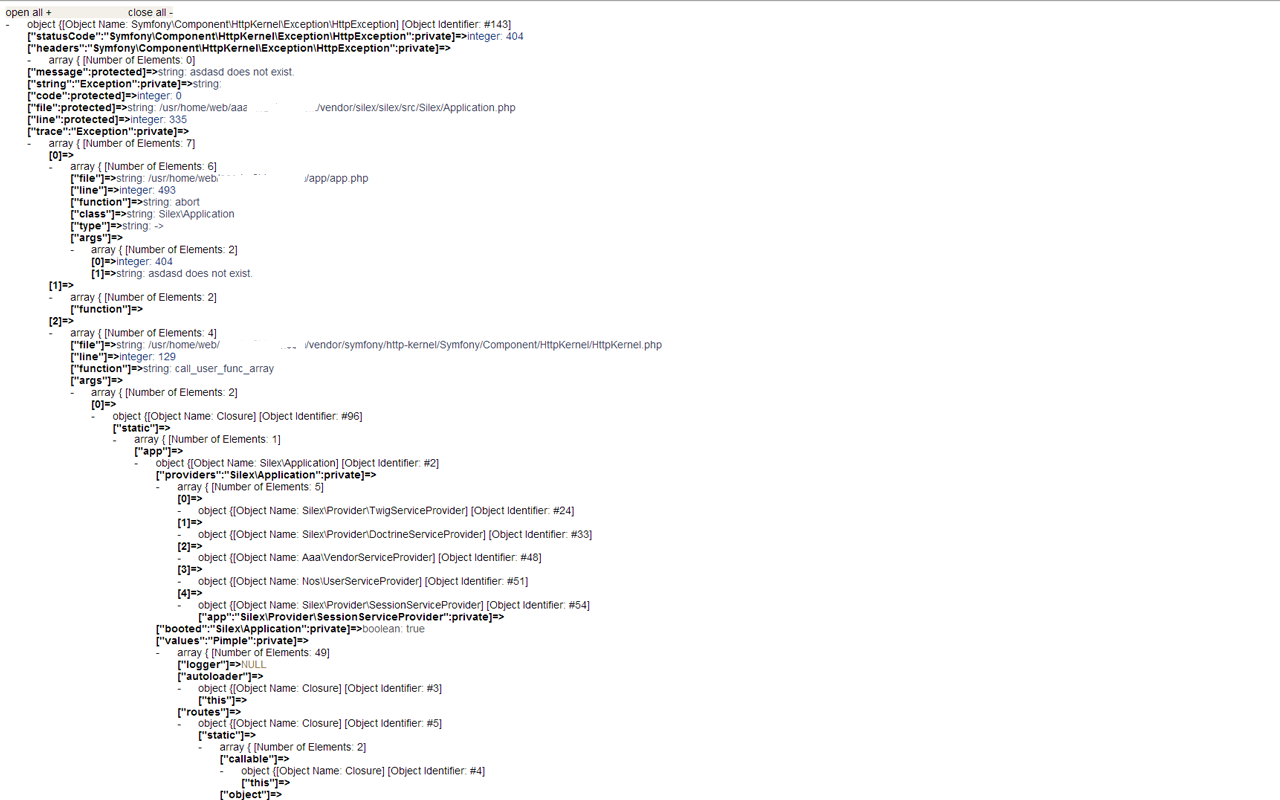 open all + close all -
- object {[Object Name: Symfony\Component\HttpKernel\Exception\HttpException] [Object Identifier: #143]
["statusCode":"Symfony\Component\HttpKernel\Exception\HttpException":private]=>integer: 404
["headers":"Symfony\Component\HttpKernel\Exception\HttpException":private]=>
- array { [Number of Elements: 0]
["message":protected]=>string: asdasd does not exist.
["string":"Exception":private]=>string:
["code":protected]=>integer: 0
["file":protected]=>string: /usr/home/web/aaa ./vendor/silex/silex/src/Silex/Application.php
["line":protected]=>integer: 335
["trace":"Exception":private]=>
- array { [Number of Elements: 7]
[0]=>
- array { [Number of Elements: 6]
["file"]=>string: /usr/home/web/ /app/app.php
["line"]=>integer: 493
["function"]=>string: abort
["class"]=>string: Silex\Application
["type"]=>string: ->
["args"]=>
- array { [Number of Elements: 2]
[0]=>integer: 404
[1]=>string: asdasd does not exist.
[1]=>
- array { [Number of Elements: 2]
["function"]=>
[2]=>
- array { [Number of Elements: 4]
["file"]=>string: /usr/home/web/ /vendor/symfony/http-kernel/Symfony/Component/HttpKernel/HttpKernel.php
["line"]=>integer: 129
["function"]=>string: call_user_func_array
["args"]=>
- array { [Number of Elements: 2]
[0]=>
- object {[Object Name: Closure] [Object Identifier: #96]
["static"]=>
- array { [Number of Elements: 1]
["app"]=>
- object {[Object Name: Silex\Application] [Object Identifier: #2]
["providers":"Silex\Application":private]=>
- array { [Number of Elements: 5]
[0]=>
- object {[Object Name: Silex\Provider\TwigServiceProvider] [Object Identifier: #24]
[1]=>
- object {[Object Name: Silex\Provider\DoctrineServiceProvider] [Object Identifier: #33]
[2]=>
- object {[Object Name: Aaa\VendorServiceProvider] [Object Identifier: #48]
[3]=>
- object {[Object Name: Nos\UserServiceProvider] [Object Identifier: #51]
[4]=>
- object {[Object Name: Silex\Provider\SessionServiceProvider] [Object Identifier: #54]
["app":"Silex\Provider\SessionServiceProvider":private]=>
["booted":"Silex\Application":private]=>boolean: true
["values":"Pimple":private]=>
- array { [Number of Elements: 49]
["logger"]=>NULL
["autoloader"]=>
- object {[Object Name: Closure] [Object Identifier: #3]
["this"]=>
["routes"]=>
- object {[Object Name: Closure] [Object Identifier: #5]
["static"]=>
- array { [Number of Elements: 2]
["callable"]=>
- object {[Object Name: Closure] [Object Identifier: #4]
["this"]=>
["object"]=>